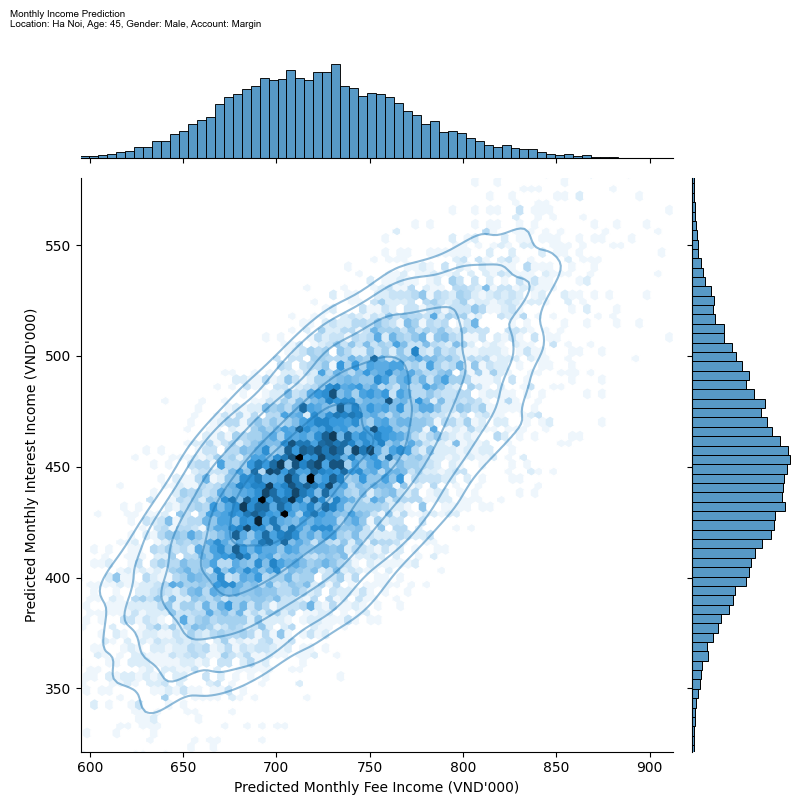 Monthly Income Prediction
Location: Ha Noi, Age: 45, Gender: Male, Account: Margin
550
500
450
400
350
Predicted Monthly Interest Income (VND'000)
600 650 700 750 800 850 900
Predicted Monthly Fee Income (VND'000)